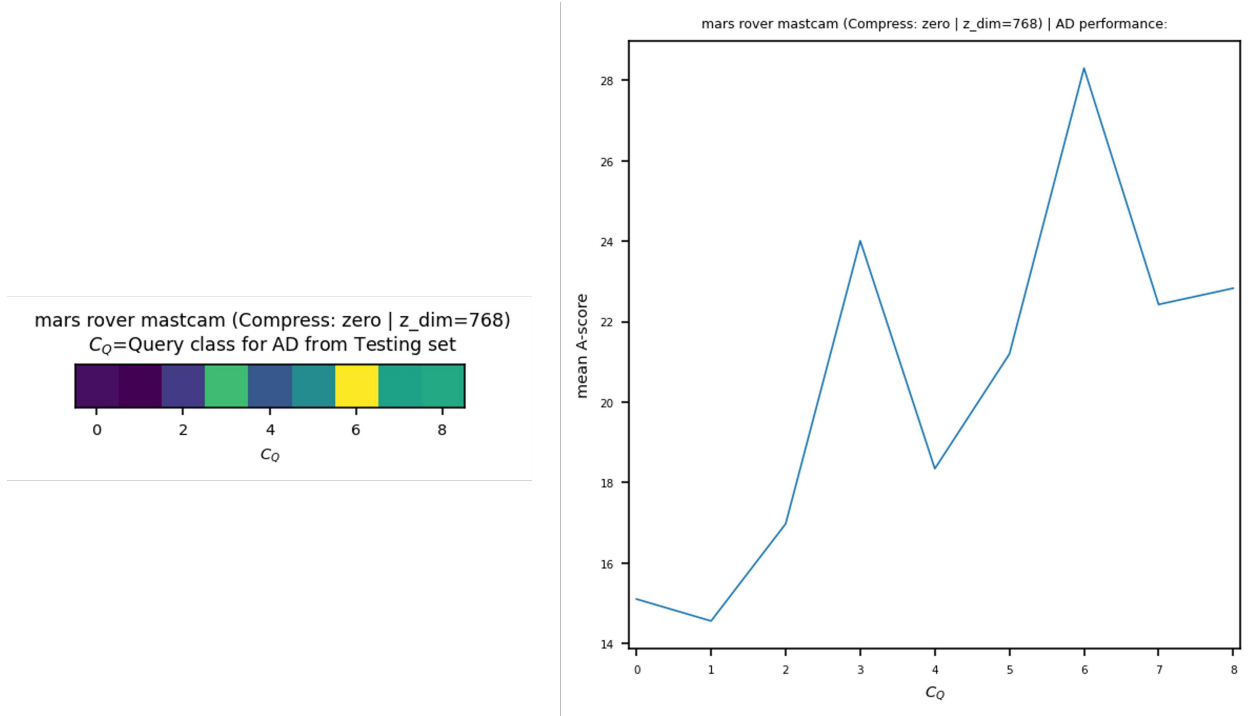 mars rover mastcam (Compress: zero | z_dim=768)
C_Q=Query class for AD from Testing set
0 2 4 6 8
C_Q
mars rover mastcam (Compress: zero | z_dim=768) | AD performance:
mean A-score
28
26
24
22
20
18
16
14
0 1 2 3 4 5 6 7 8
C_Q